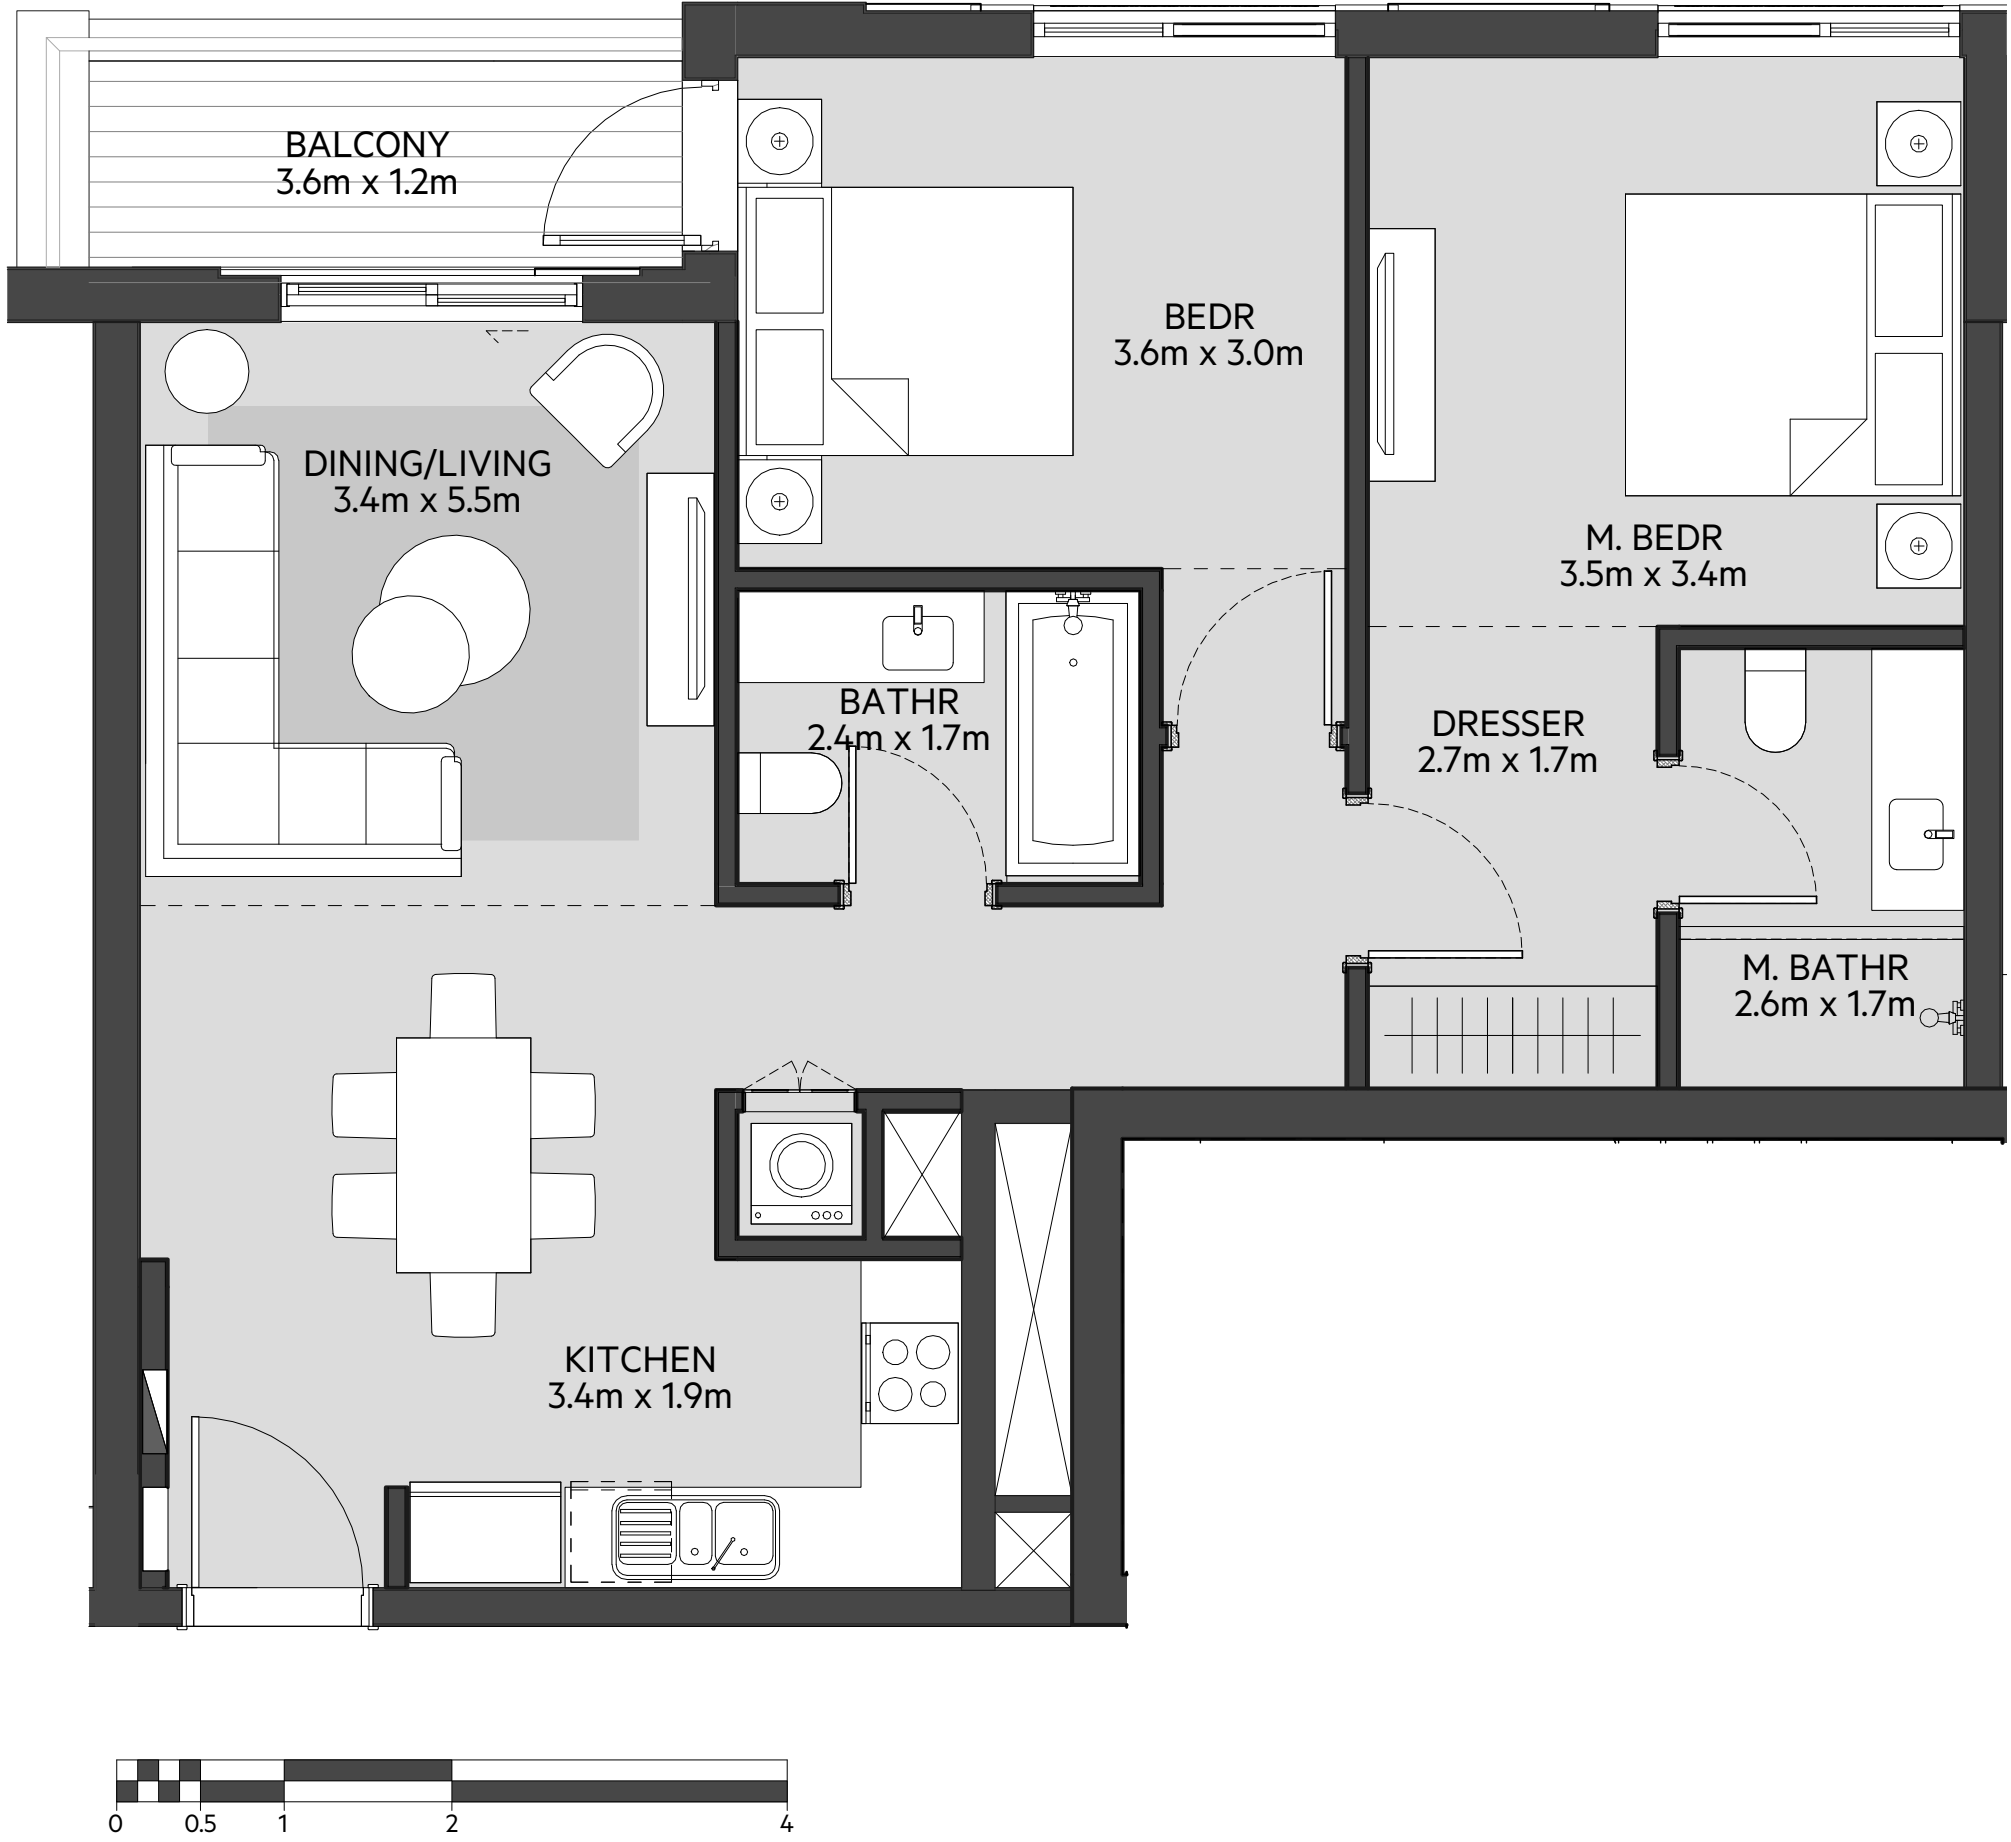 BALCONY
3.6m x 1.2m
BEDR
3.6m x 3.0m
DINING/LIVING
3.4m x 5.5m
M. BEDR
3.5m x 3.4m
BATHR
2.4m x 1.7m
DRESSER
2.7m x 1.7m
M. BATHR
2.6m x 1.7m
KITCHEN
3.4m x 1.9m
0 0.5 1 2 4